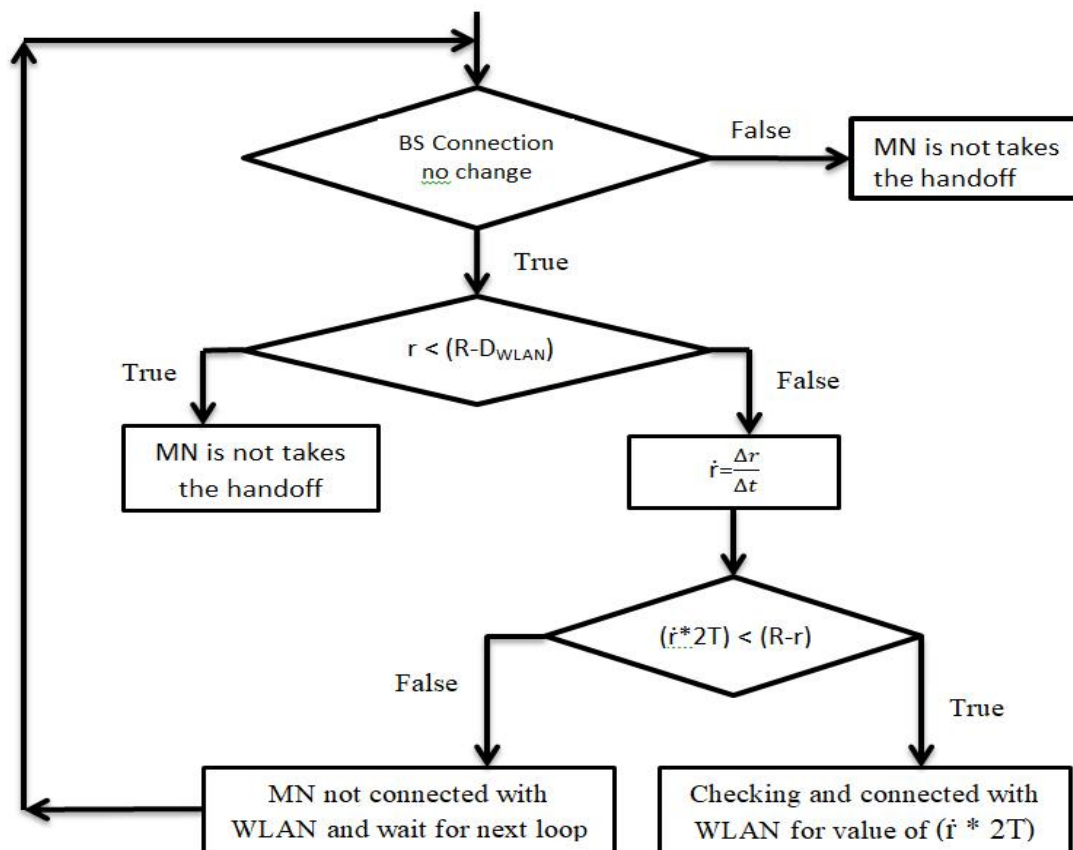 BS Connection
no change
False
MN is not takes
the handoff
True
r < (R-D_WLAN)
True
False
MN is not takes
the handoff
ṙ=Δr/Δt
(ṙ*2T) < (R-r)
False
True
MN not connected with
WLAN and wait for next loop
Checking and connected with
WLAN for value of (ṙ * 2T)